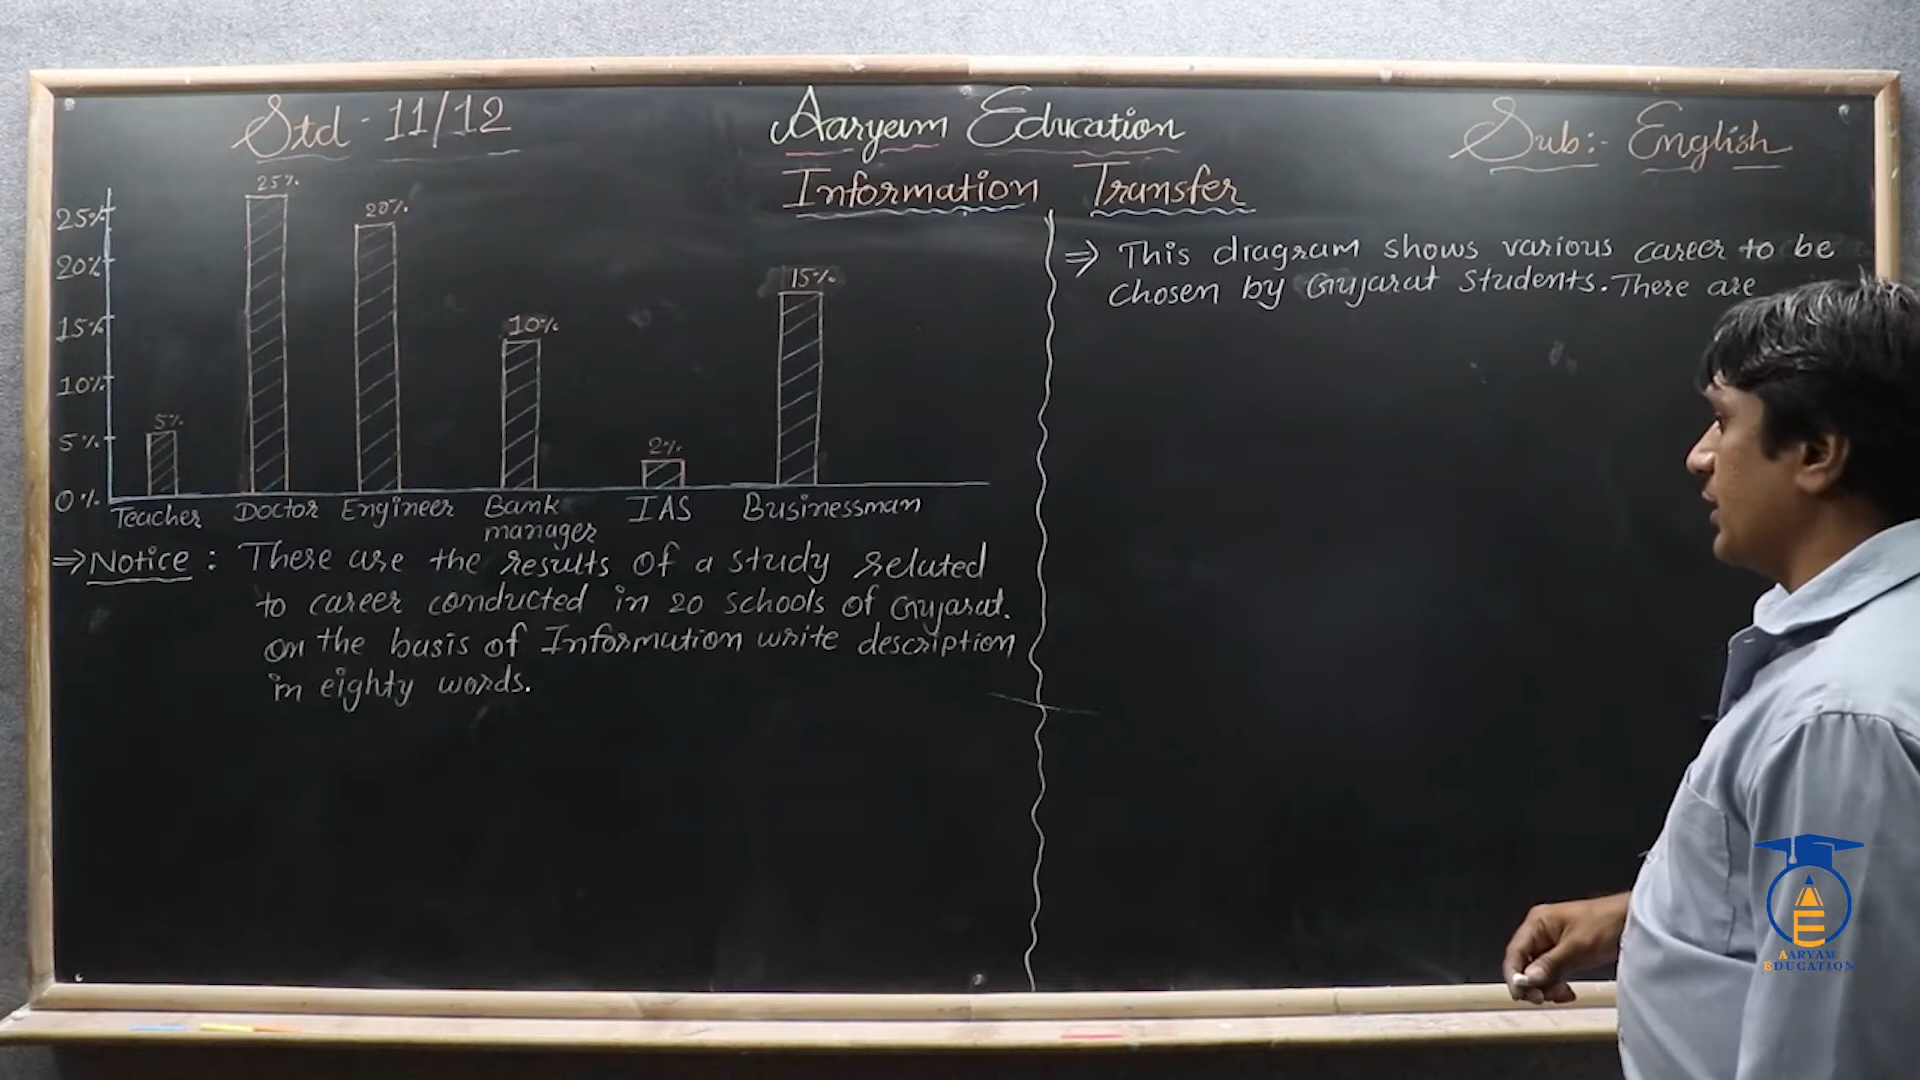 Std - 11/12
Aaryam Education
Sub:- English
Information Transfer
25%
20%
15%
10%
5%
0%
5%
25%
20%
10%
2%
15%
Teacher Doctor Engineer Bank manager IAS Businessman
⇒ Notice : There are the results of a study related
to career conducted in 20 schools of Gujarat.
on the basis of Information write description
in eighty words.
⇒ This diagram shows various career to be
chosen by Gujarat Students. There are
AARYAM
EDUCATION